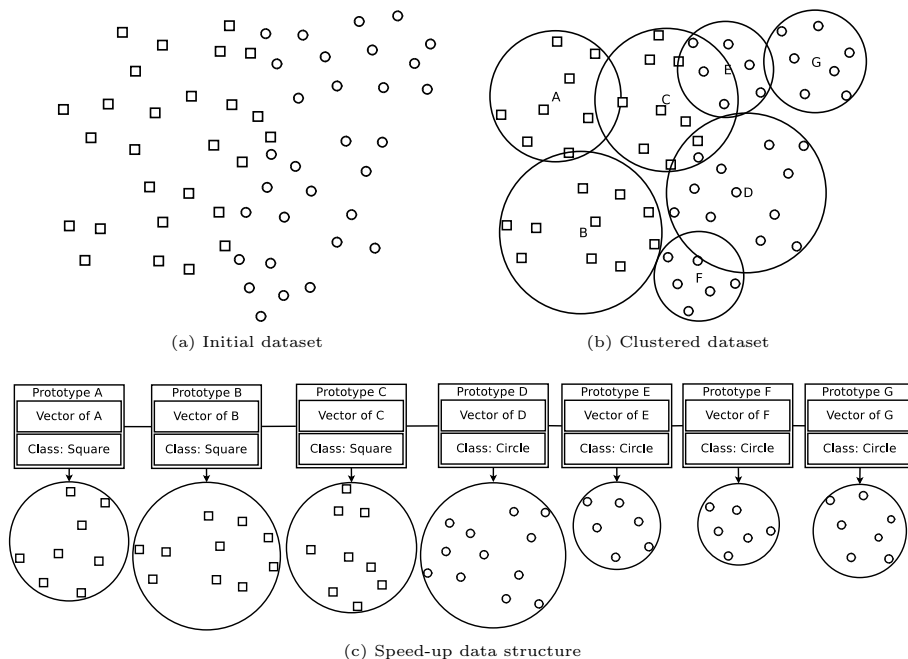 A
B
C
D
E
F
G
(a) Initial dataset
(b) Clustered dataset
Prototype A
Vector of A
Class: Square
Prototype B
Vector of B
Class: Square
Prototype C
Vector of C
Class: Square
Prototype D
Vector of D
Class: Circle
Prototype E
Vector of E
Class: Circle
Prototype F
Vector of F
Class: Circle
Prototype G
Vector of G
Class: Circle
(c) Speed-up data structure